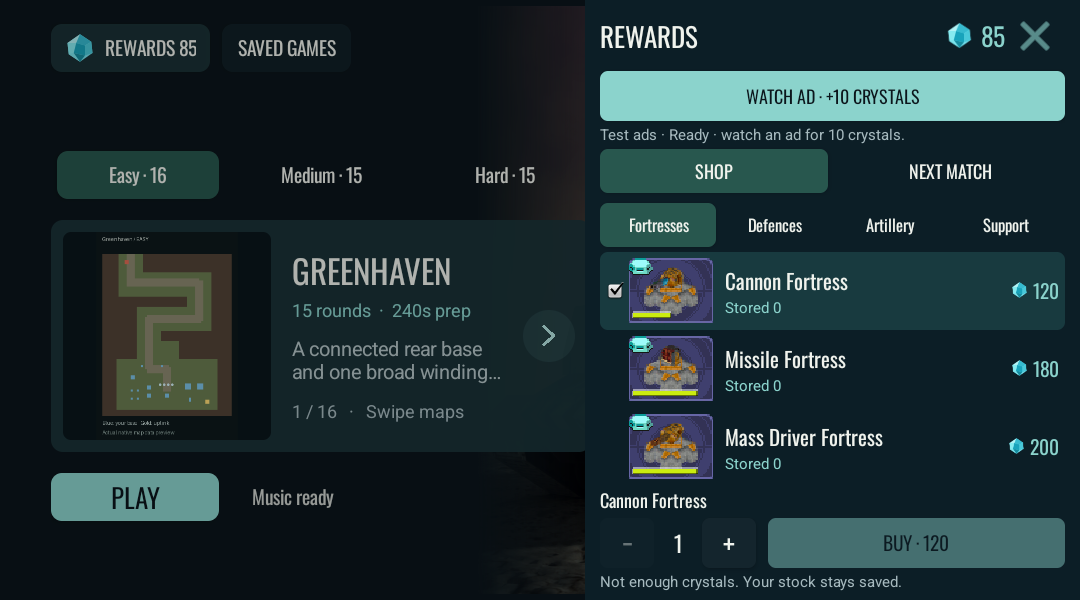 REWARDS 85
SAVED GAMES
Easy · 16
Medium · 15
Hard · 15
Greenhaven / EASY
GREENHAVEN
15 rounds · 240s prep
A connected rear base
and one broad winding...
1 / 16 · Swipe maps
PLAY
Music ready
REWARDS
85
WATCH AD · +10 CRYSTALS
Test ads · Ready · watch an ad for 10 crystals.
SHOP
NEXT MATCH
Fortresses
Defences
Artillery
Support
Cannon Fortress
Stored 0
120
Missile Fortress
Stored 0
180
Mass Driver Fortress
Stored 0
200
Cannon Fortress
- 1 +
BUY · 120
Not enough crystals. Your stock stays saved.